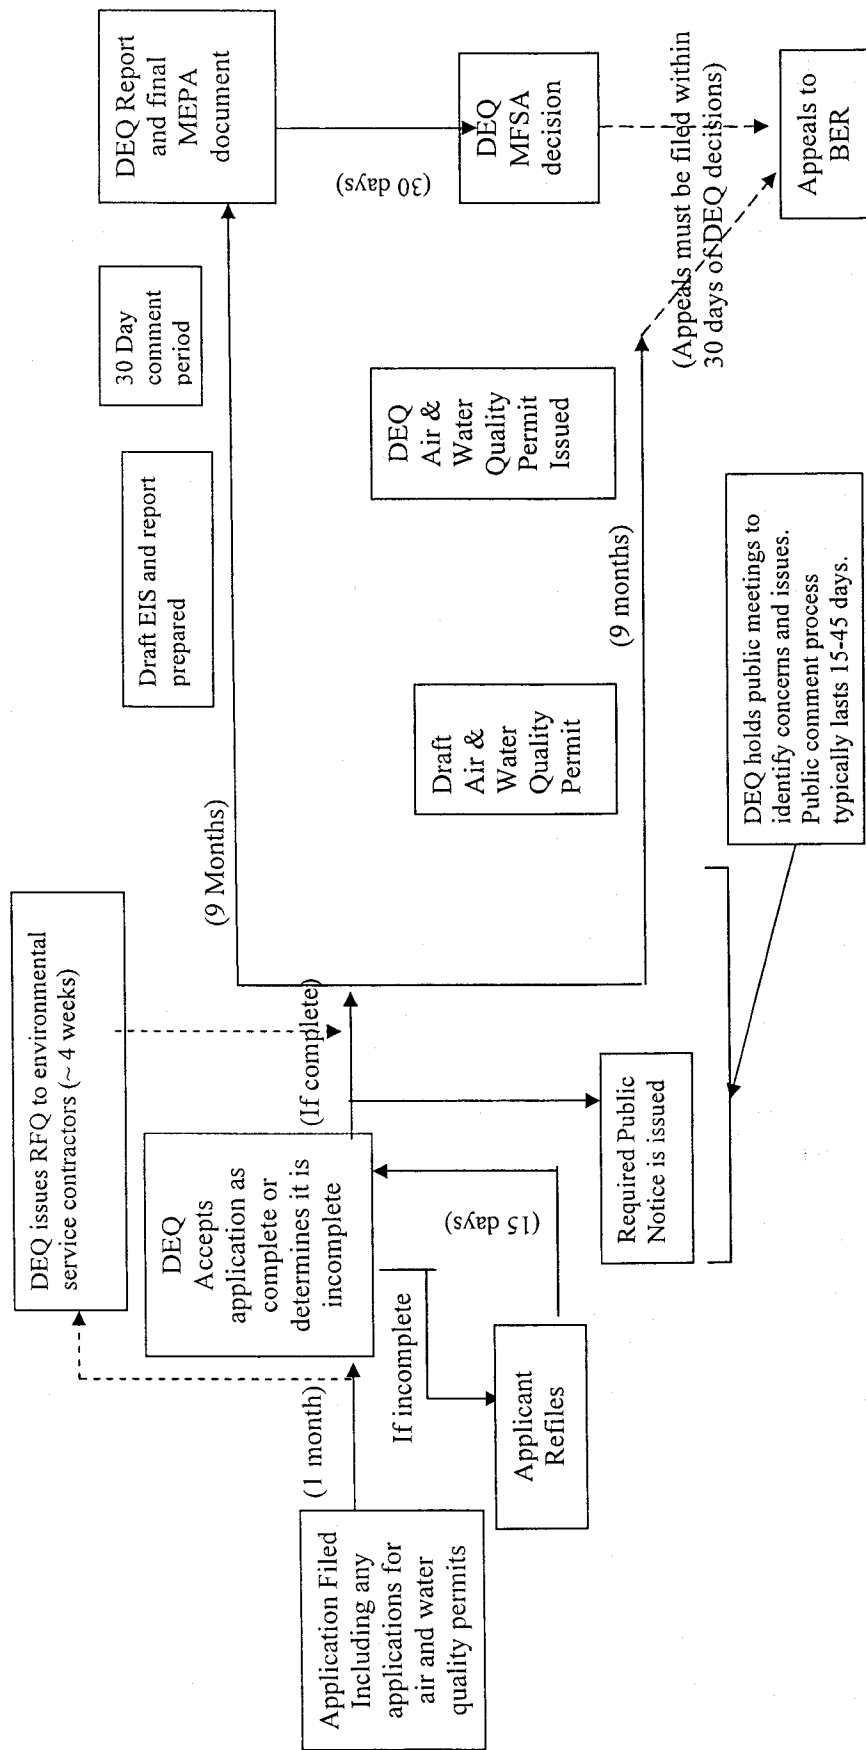 Application Filed
Including any
applications for
air and water
quality permits
(1 month)
DEQ issues RFQ to environmental
service contractors (~ 4 weeks)
DEQ
Accepts
application as
complete or
determines it is
incomplete
If incomplete
Applicant
Refiles
(15 days)
(If complete)
Required Public
Notice is issued
DEQ holds public meetings to
identify concerns and issues.
Public comment process
typically lasts 15-45 days.
(9 Months)
Draft EIS and report
prepared
30 Day
comment
period
DEQ Report
and final
MEPA
document
(30 days)
DEQ
MFSA
decision
Draft
Air &
Water
Quality
Permit
DEQ
Air &
Water
Quality
Permit
Issued
(9 months)
(Appeals must be filed within
30 days of DEQ decisions)
Appeals to
BER